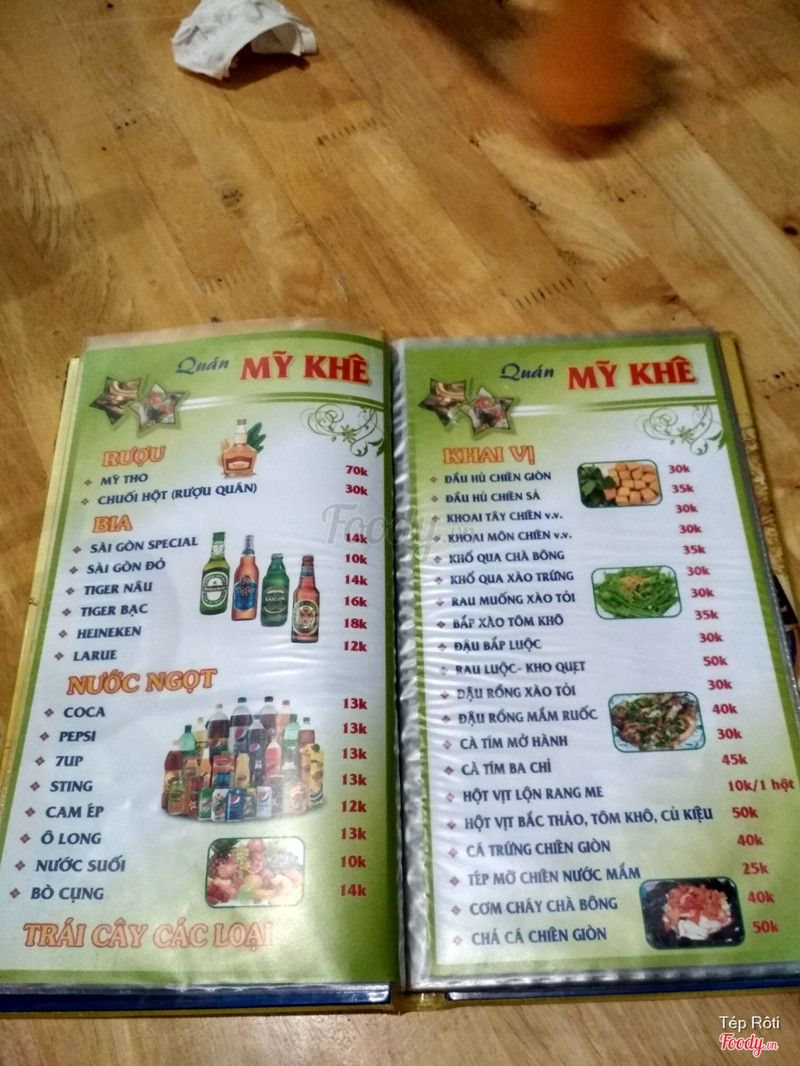 Quán MỸ KHÊ
RƯỢU
MỸ THO 70k
CHUỐI HỘT (RƯỢU QUÁN) 30k
BIA
SÀI GÒN SPECIAL 14k
SÀI GÒN ĐỎ 10k
TIGER NÂU 14k
TIGER BẠC 16k
HEINEKEN 18k
LARUE 12k
NƯỚC NGỌT
COCA 13k
PEPSI 13k
7UP 13k
STING 13k
CAM ÉP 12k
Ô LONG 13k
NƯỚC SUỐI 10k
BÒ CỤNG 14k
TRÁI CÂY CÁC LOẠI
Quán MỸ KHÊ
KHAI VỊ
ĐẦU HỦ CHIÊN GIÒN 30k
ĐẦU HỦ CHIÊN SẢ 35k
KHOAI TÂY CHIÊN v.v. 30k
KHOAI MÔN CHIÊN v.v. 30k
KHỔ QUA CHÀ BÔNG 35k
KHỔ QUA XÀO TRỨNG 30k
RAU MUỐNG XÀO TỎI 30k
BẮP XÀO TÔM KHÔ 35k
ĐẬU BẮP LUỘC 30k
RAU LUỘC- KHO QUẸT 50k
ĐẬU RỒNG XÀO TỎI 30k
ĐẬU RỒNG MẮM RUỐC 40k
CÀ TÍM MỠ HÀNH 30k
CÀ TÍM BA CHỈ 45k
HỘT VỊT LỘN RANG ME 10k/1 hột
HỘT VỊT BẮC THẢO, TÔM KHÔ, CỦ KIỆU 50k
CÁ TRỨNG CHIÊN GIÒN 40k
TÉP MỠ CHIÊN NƯỚC MẮM 25k
CƠM CHÁY CHÀ BÔNG 40k
CHẢ CÁ CHIÊN GIÒN 50k
Foody.vn
Tép Rôti
Foody.vn